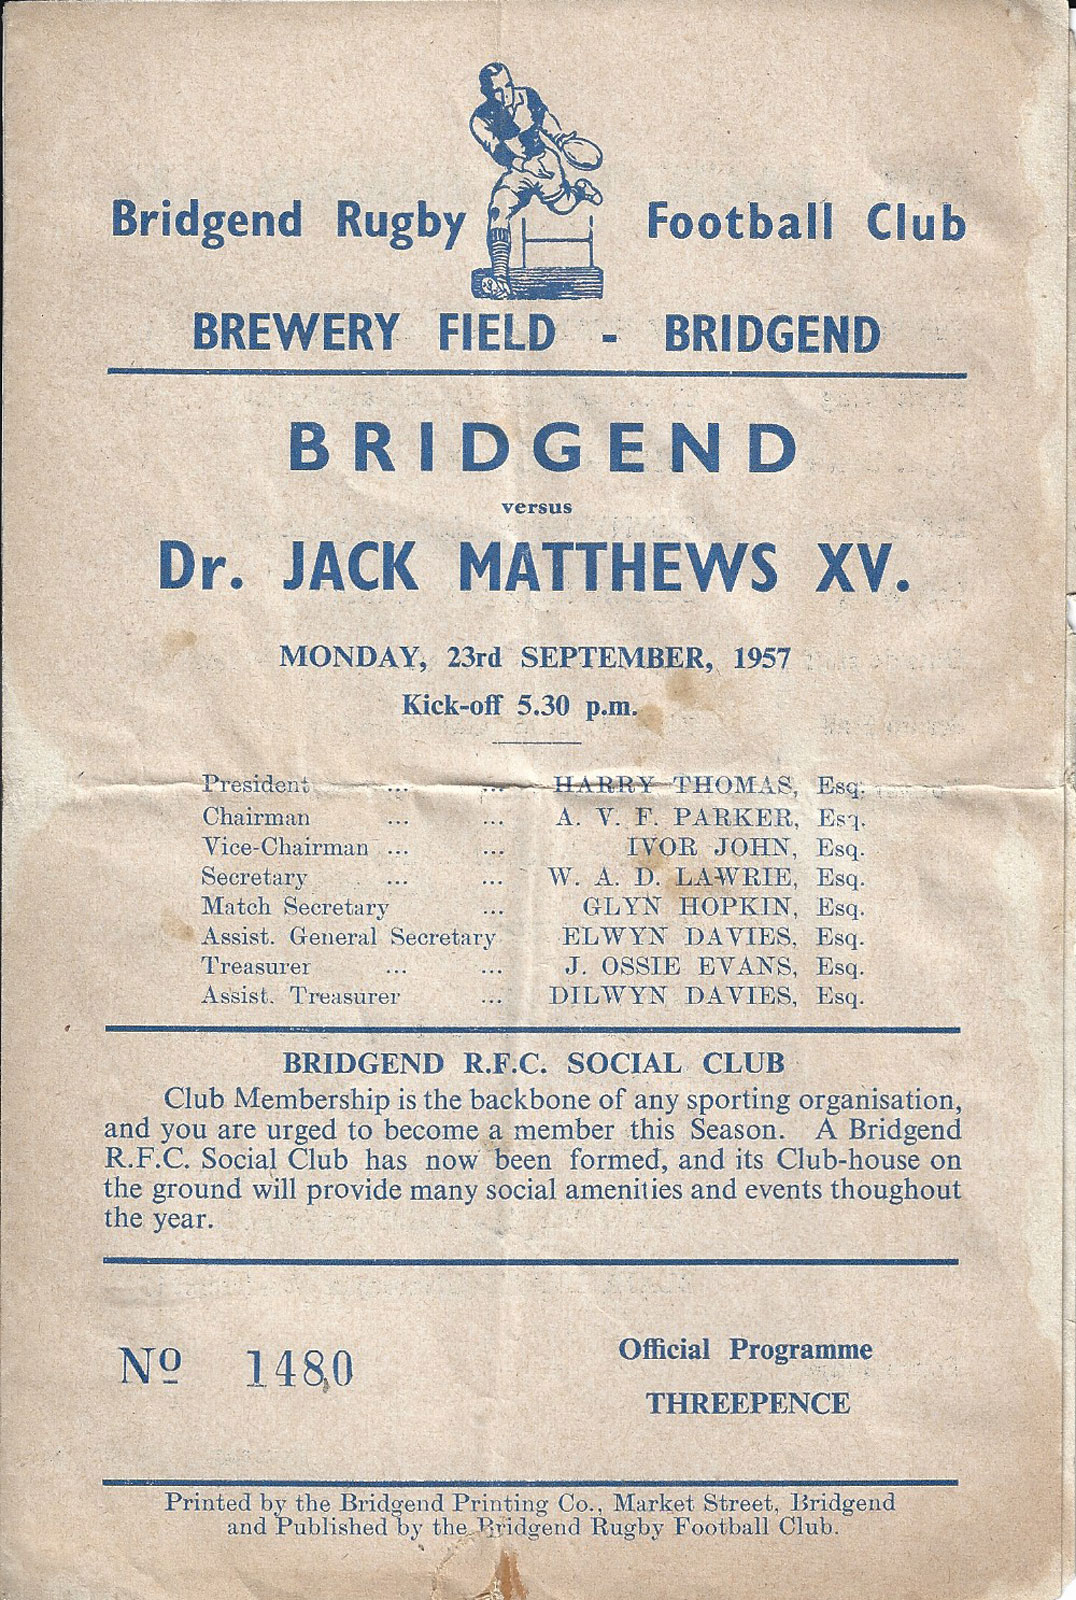 Bridgend Rugby Football Club
BREWERY FIELD - BRIDGEND
BRIDGEND
versus
Dr. JACK MATTHEWS XV.
MONDAY, 23rd SEPTEMBER, 1957
Kick-off 5.30 p.m.
President ... ... HARRY THOMAS, Esq.
Chairman ... ... A. V. F. PARKER, Esq.
Vice-Chairman ... ... IVOR JOHN, Esq.
Secretary ... ... W. A. D. LAWRIE, Esq.
Match Secretary ... GLYN HOPKIN, Esq.
Assist. General Secretary ELWYN DAVIES, Esq.
Treasurer ... ... J. OSSIE EVANS, Esq.
Assist. Treasurer ... DILWYN DAVIES, Esq.
BRIDGEND R.F.C. SOCIAL CLUB
Club Membership is the backbone of any sporting organisation,
and you are urged to become a member this Season. A Bridgend
R.F.C. Social Club has now been formed, and its Club-house on
the ground will provide many social amenities and events thoughout
the year.
Nº 1480
Official Programme
THREEPENCE
Printed by the Bridgend Printing Co., Market Street, Bridgend
and Published by the Bridgend Rugby Football Club.